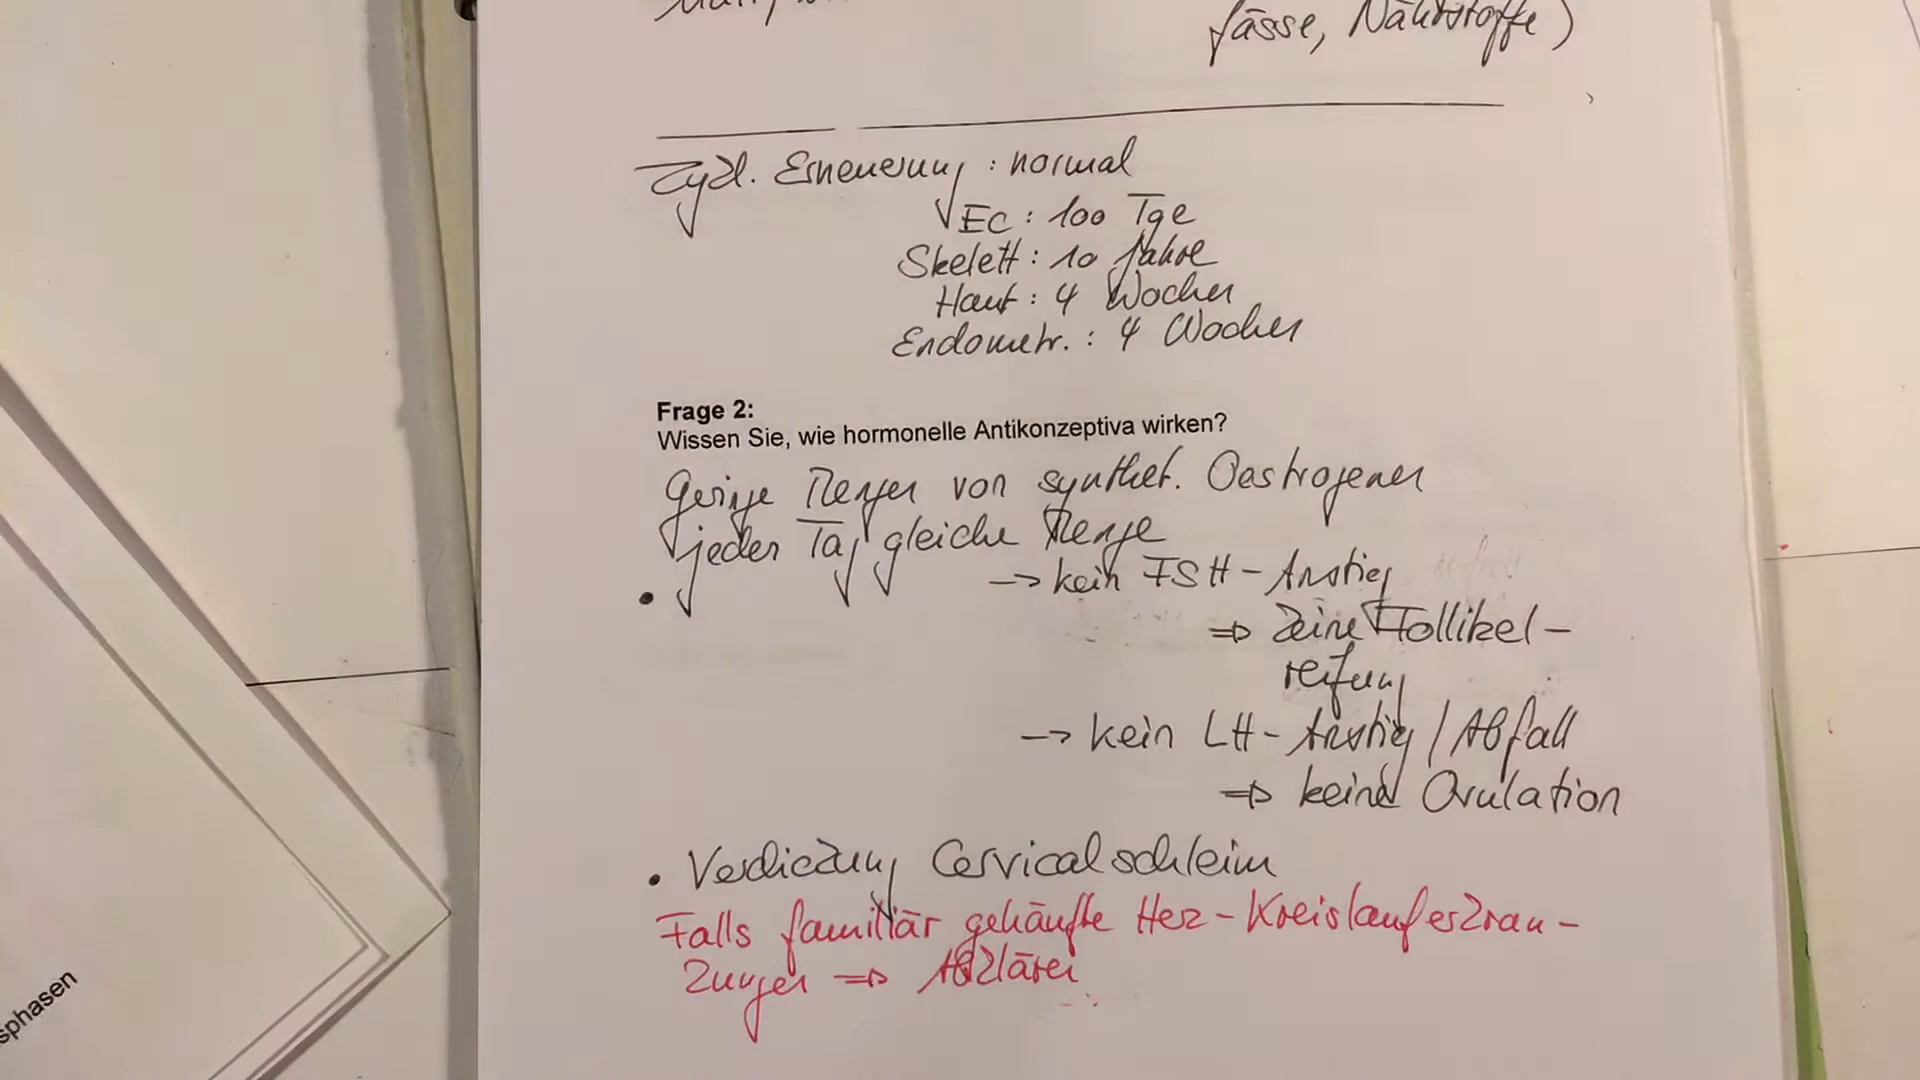 fässe, Nährstoffe)
Zykl. Erneuerung : normal
EC : 100 Tge
Skelett : 10 Jahre
Haut : 4 Wochen
Endometr. : 4 Wochen
Frage 2:
Wissen Sie, wie hormonelle Antikonzeptiva wirken?
Geringe Mengen von synthet. Oestrogenen
jeden Tag gleiche Menge
• → kein FSH-Anstieg
⇒ keine Follikel-
reifung
→ kein LH-Anstieg / Abfall
⇒ keine Ovulation
• Verdickung Cervicalschleim
Falls familiär gehäufte Herz-Kreislauferkran-
kungen ⇒ Abklären
sphasen